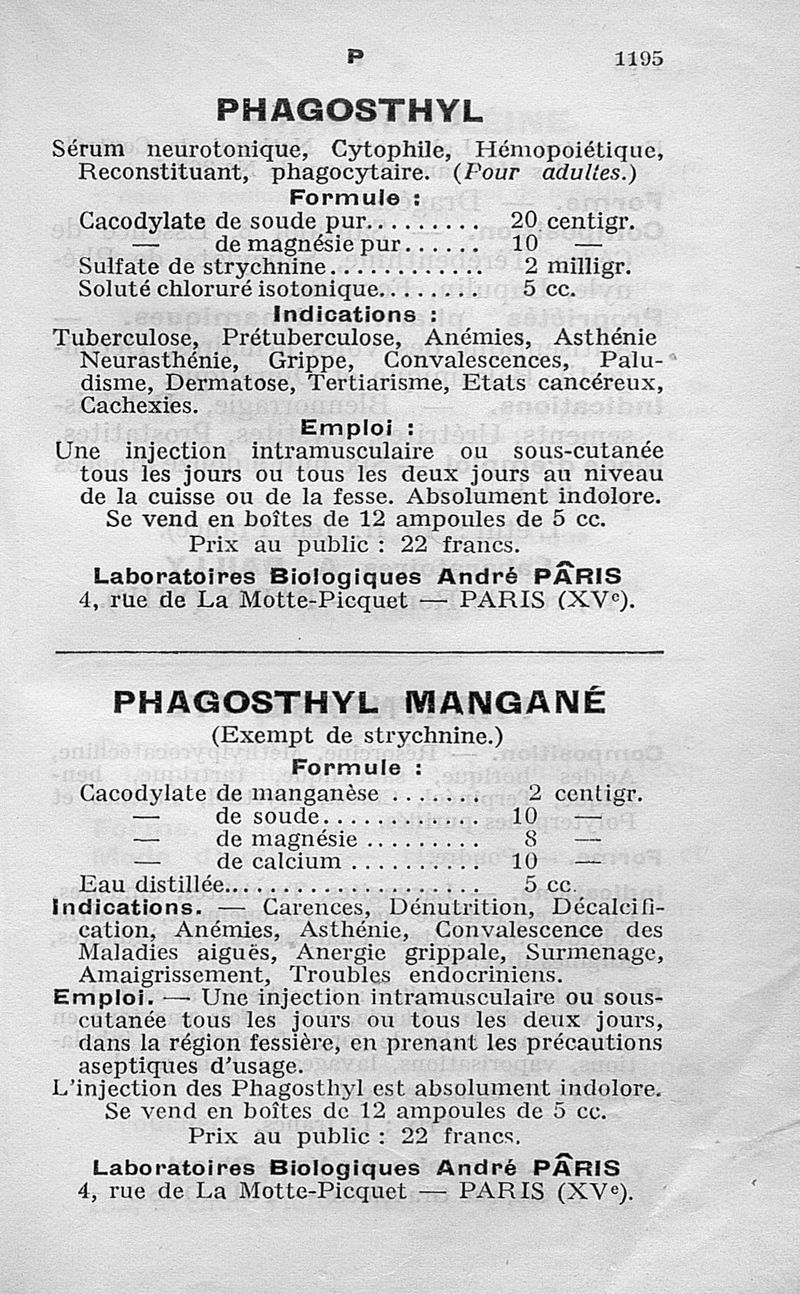 P 1195
PHAGOSTHYL
Sérum neurotonique, Cytophile, Hémopoiétique,
Reconstituant, phagocytaire. (Pour adultes.)
Formule :
Cacodylate de soude pur......... 20 centigr.
— de magnésie pur...... 10 —
Sulfate de strychnine............. 2 milligr.
Soluté chloruré isotonique........ 5 cc.
Indications :
Tuberculose, Prétuberculose, Anémies, Asthénie
Neurasthénie, Grippe, Convalescences, Palu-
disme, Dermatose, Tertiarisme, Etats cancéreux,
Cachexies.
Emploi :
Une injection intramusculaire ou sous-cutanée
tous les jours ou tous les deux jours au niveau
de la cuisse ou de la fesse. Absolument indolore.
Se vend en boîtes de 12 ampoules de 5 cc.
Prix au public : 22 francs.
Laboratoires Biologiques André PÂRIS
4, rue de La Motte-Picquet — PARIS (XVe).
PHAGOSTHYL MANGANÉ
(Exempt de strychnine.)
Formule :
Cacodylate de manganèse ....... 2 centigr.
— de soude............ 10 —
— de magnésie ......... 8 —
— de calcium .......... 10 —
Eau distillée.................... 5 cc.
Indications. — Carences, Dénutrition, Décalcifi-
cation, Anémies, Asthénie, Convalescence des
Maladies aiguës, Anergie grippale, Surmenage,
Amaigrissement, Troubles endocriniens.
Emploi. — Une injection intramusculaire ou sous-
cutanée tous les jours ou tous les deux jours,
dans la région fessière, en prenant les précautions
aseptiques d'usage.
L'injection des Phagosthyl est absolument indolore.
Se vend en boîtes de 12 ampoules de 5 cc.
Prix au public : 22 francs.
Laboratoires Biologiques André PÂRIS
4, rue de La Motte-Picquet — PARIS (XVe).